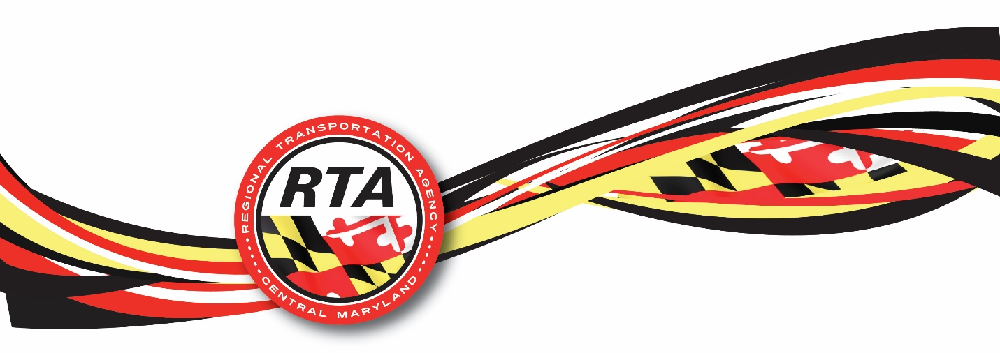 REGIONAL TRANSPORTATION AGENCY
RTA
CENTRAL MARYLAND